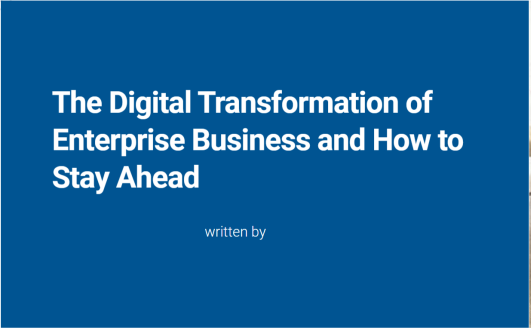 The Digital Transformation of
Enterprise Business and How to
Stay Ahead
written by